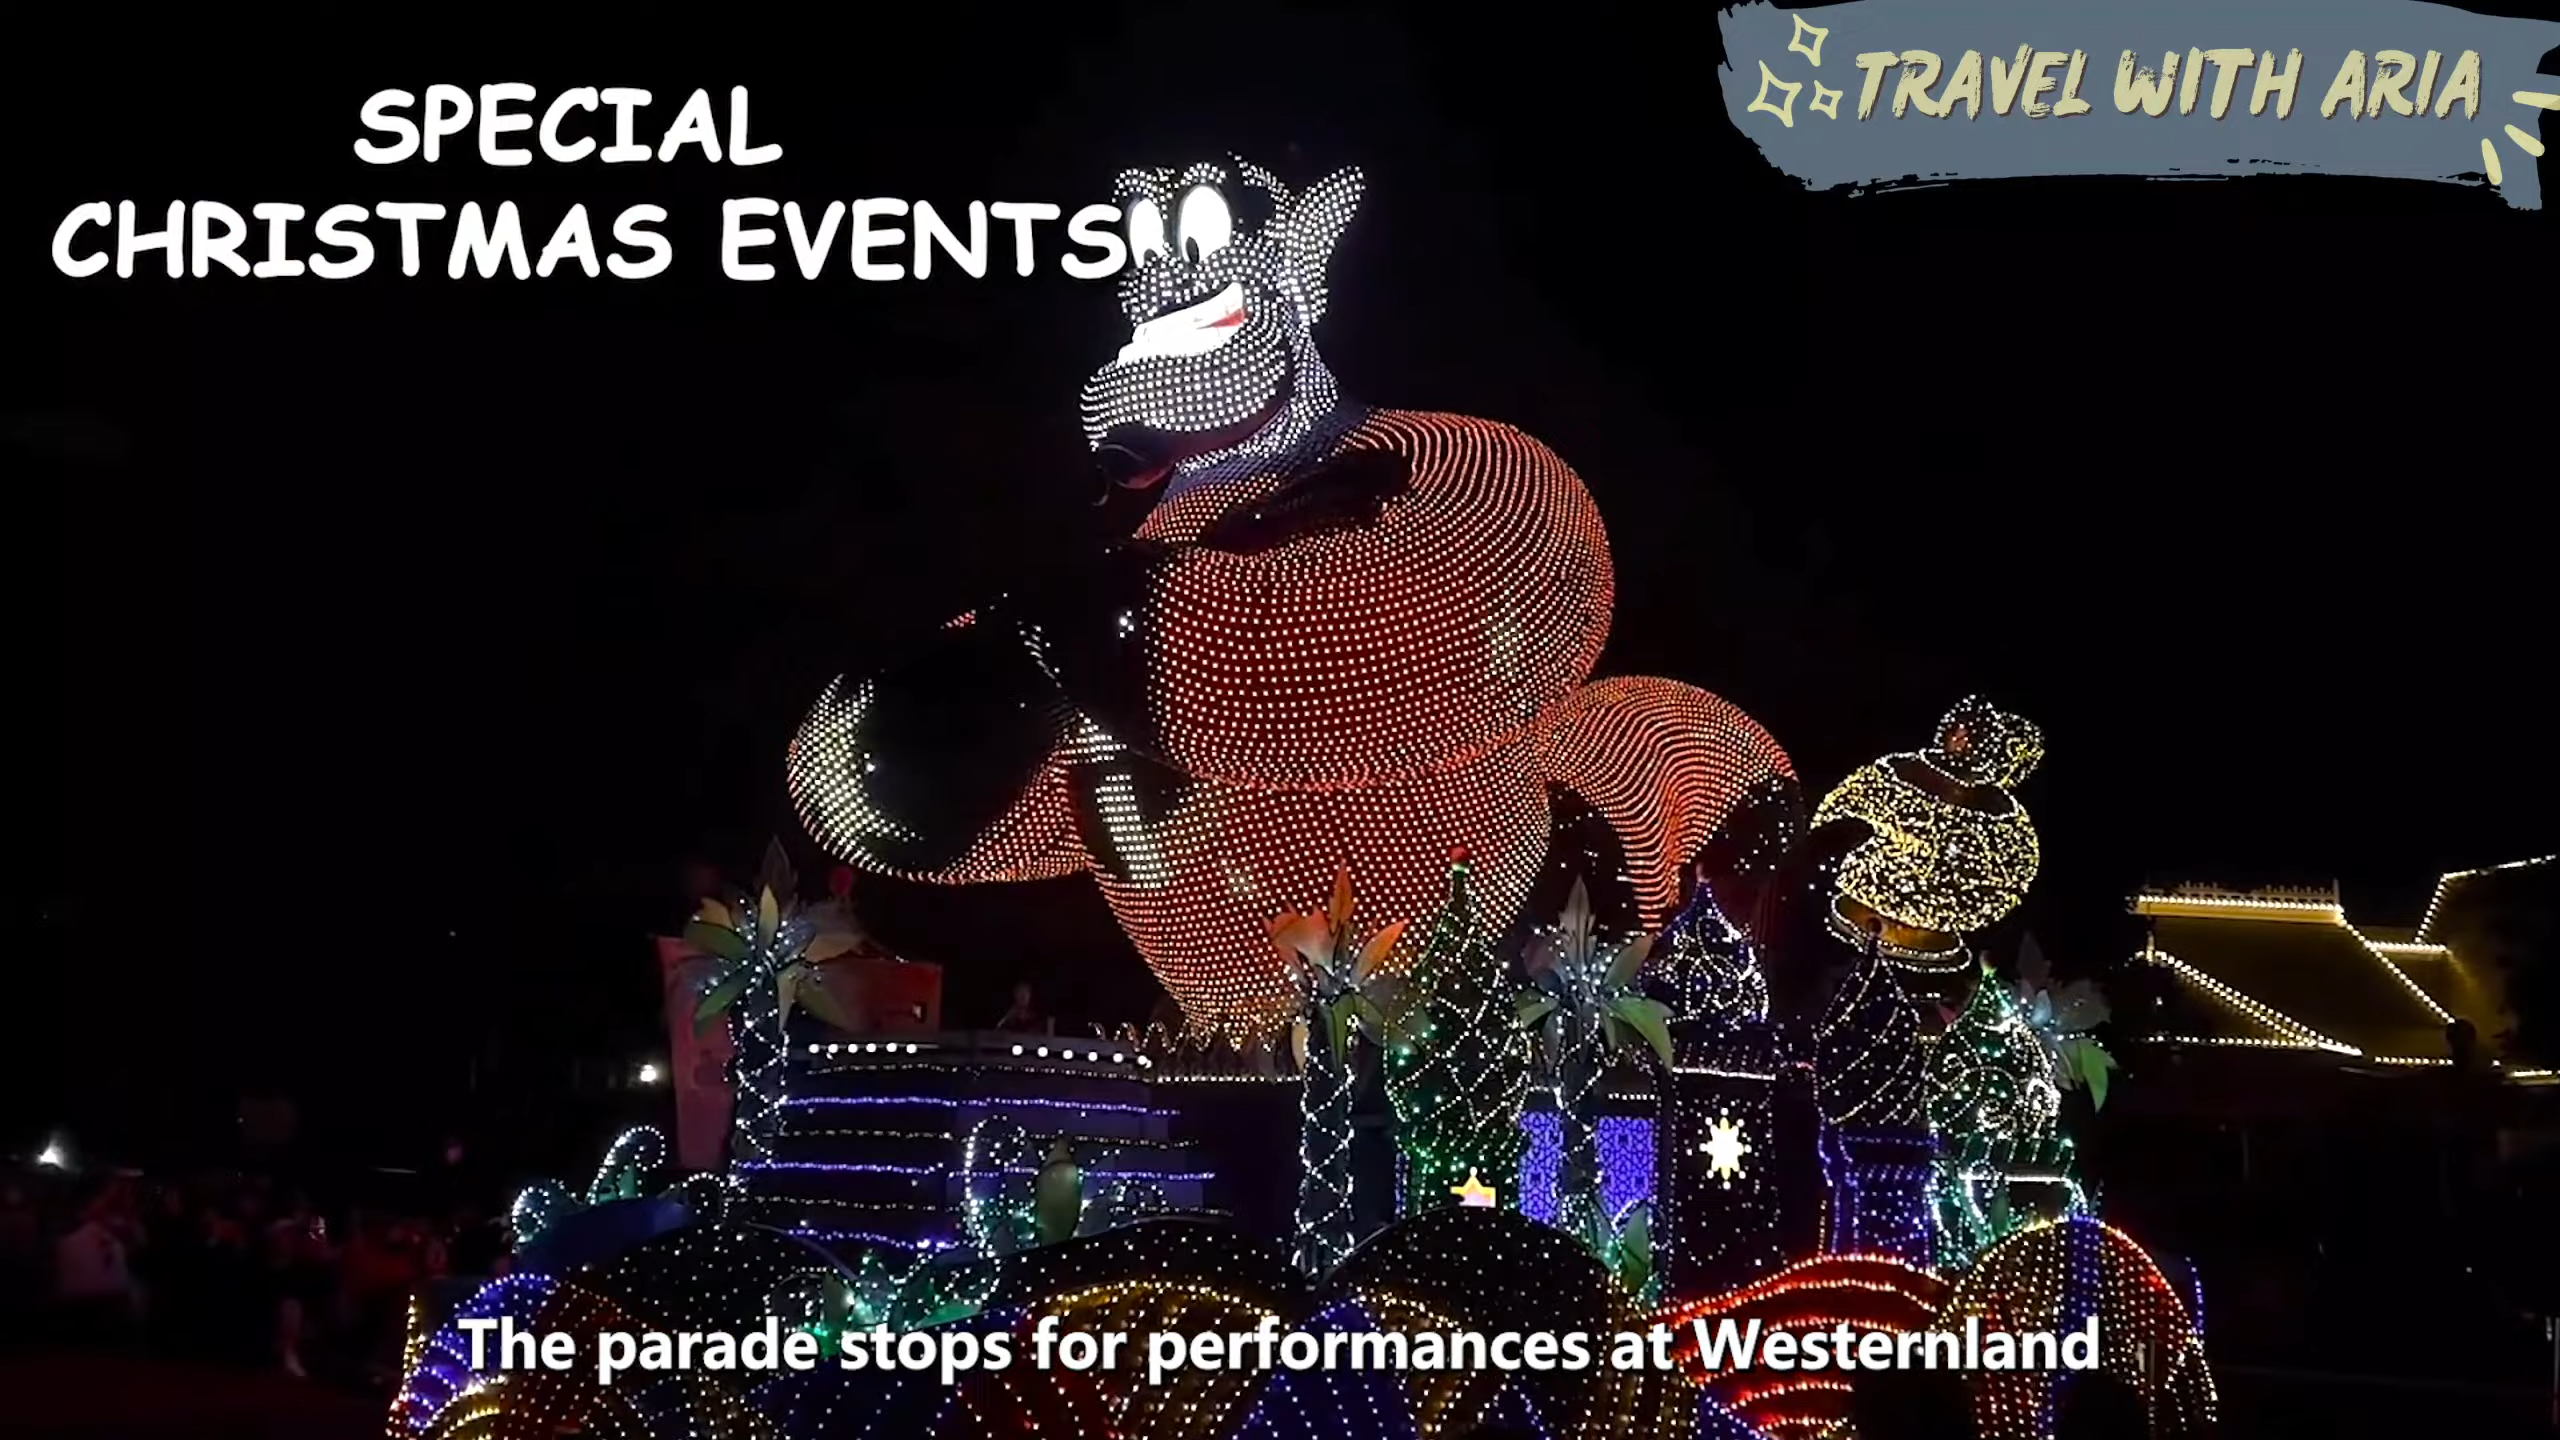 SPECIAL
CHRISTMAS EVENTS
TRAVEL WITH ARIA
The parade stops for performances at Westernland